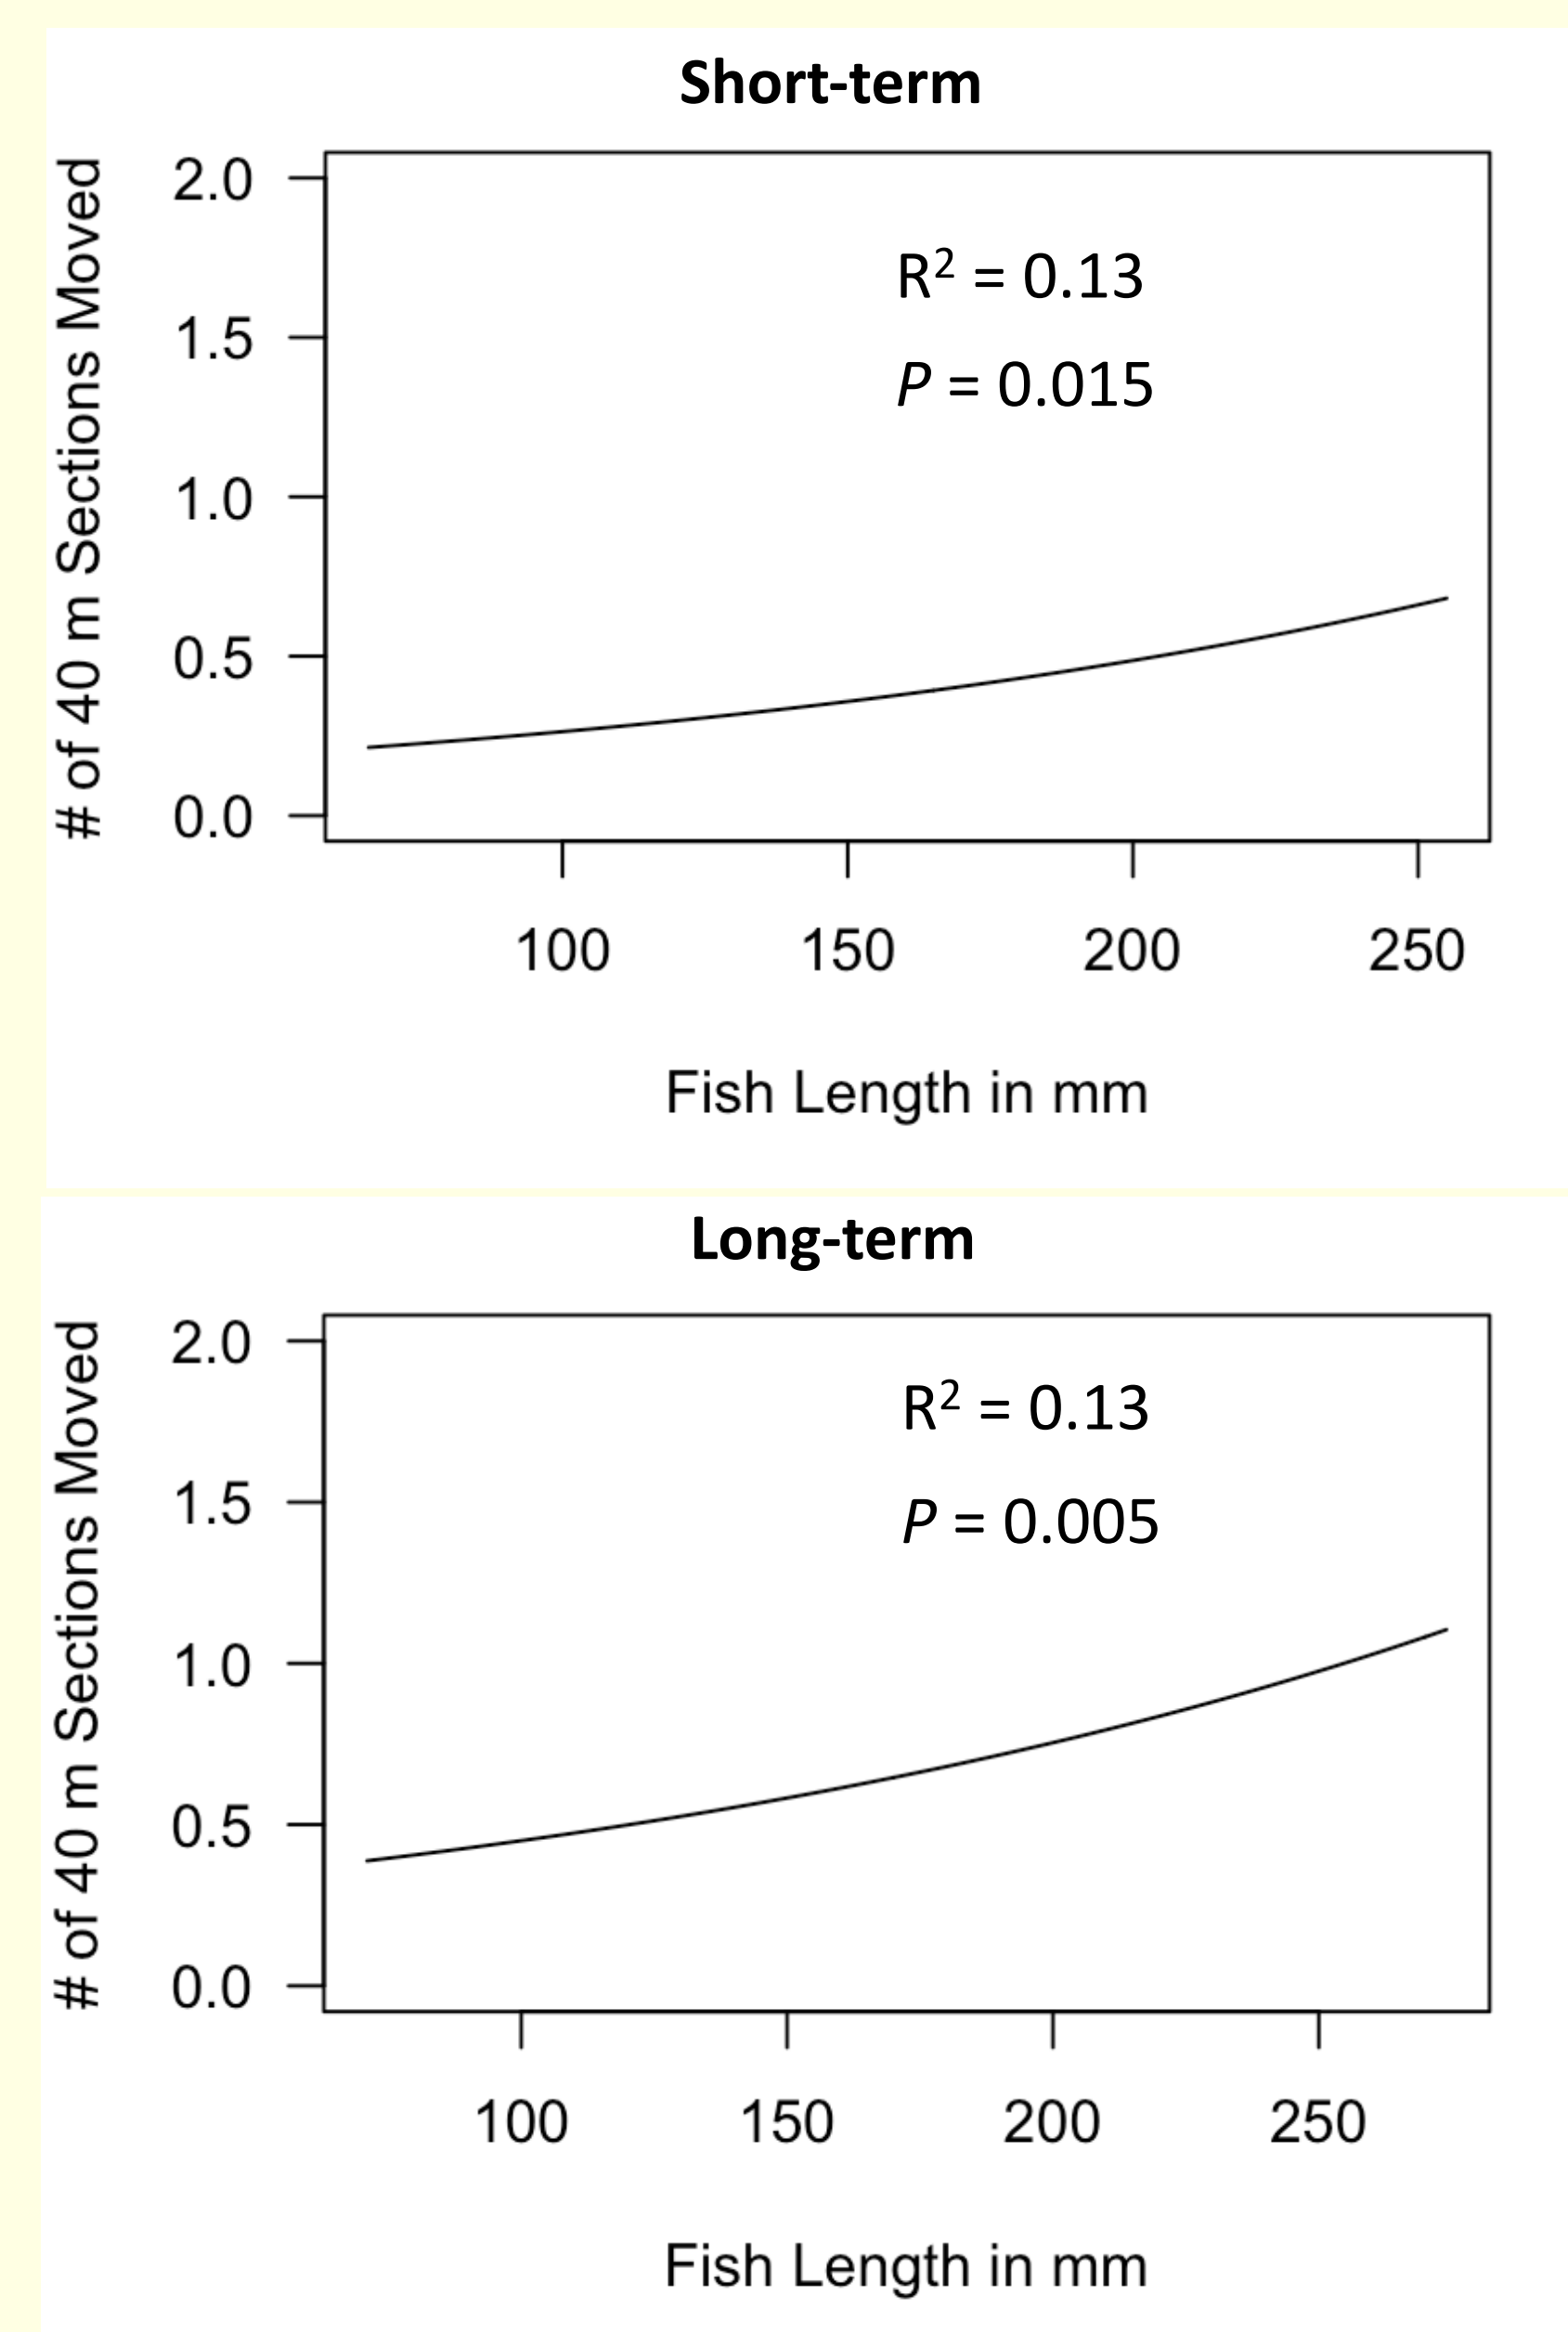 Short-term
# of 40 m Sections Moved
2.0
1.5
1.0
0.5
0.0
R² = 0.13
P = 0.015
100 150 200 250
Fish Length in mm
Long-term
# of 40 m Sections Moved
2.0
1.5
1.0
0.5
0.0
R² = 0.13
P = 0.005
100 150 200 250
Fish Length in mm